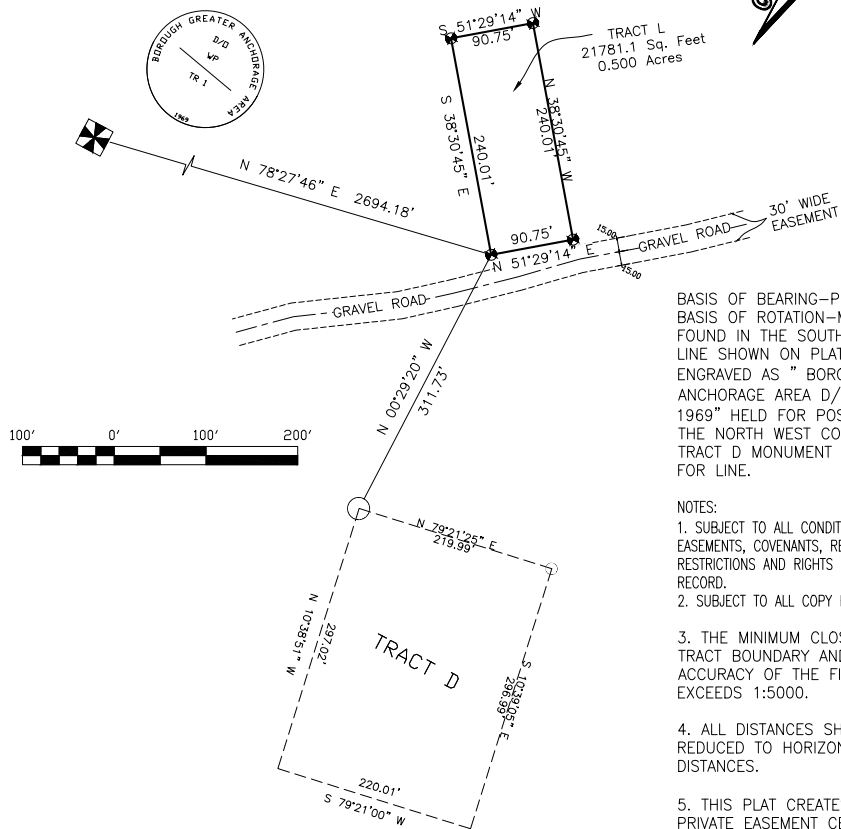 BOROUGH GREATER ANCHORAGE AREA
D/D
WP
TR 1
1969
S 51°29'14" W
90.75'
TRACT L
21781.1 Sq. Feet
0.500 Acres
S 38°30'45" E
240.01'
N 38°30'45" W
240.01'
N 78°27'46" E 2694.18'
90.75'
N 51°29'14" E
15.00
15.00
GRAVEL ROAD
30' WIDE
EASEMENT
GRAVEL ROAD
N 00°29'20" W
311.73'
100' 0' 100' 200'
N 79°21'25" E
219.99'
N 10°38'51" W
297.02'
TRACT D
S 10°39'05" E
296.99'
220.01'
S 79°21'00" W
BASIS OF BEARING-P
BASIS OF ROTATION-
FOUND IN THE SOUTH
LINE SHOWN ON PLAT
ENGRAVED AS " BORO
ANCHORAGE AREA D/
1969" HELD FOR POS
THE NORTH WEST CO
TRACT D MONUMENT
FOR LINE.
NOTES:
1. SUBJECT TO ALL CONDIT
EASEMENTS, COVENANTS, RE
RESTRICTIONS AND RIGHTS
RECORD.
2. SUBJECT TO ALL COPY
3. THE MINIMUM CLOS
TRACT BOUNDARY AND
ACCURACY OF THE FI
EXCEEDS 1:5000.
4. ALL DISTANCES SH
REDUCED TO HORIZON
DISTANCES.
5. THIS PLAT CREATE
PRIVATE EASEMENT CE